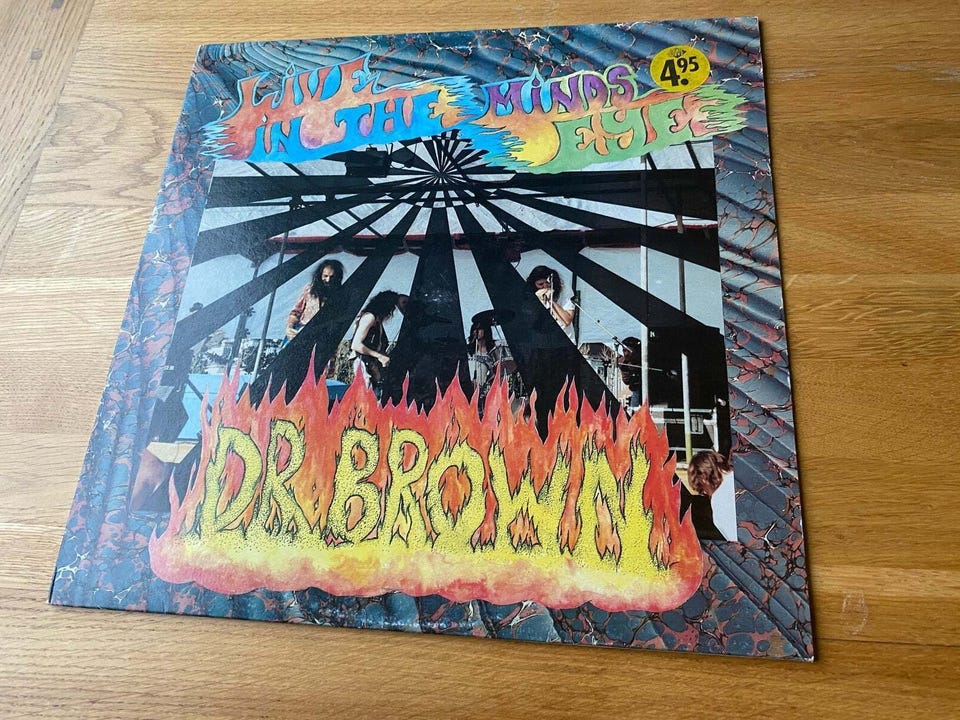 LIVE MINDS
IN THE EYE
4.95
DR. BROWN